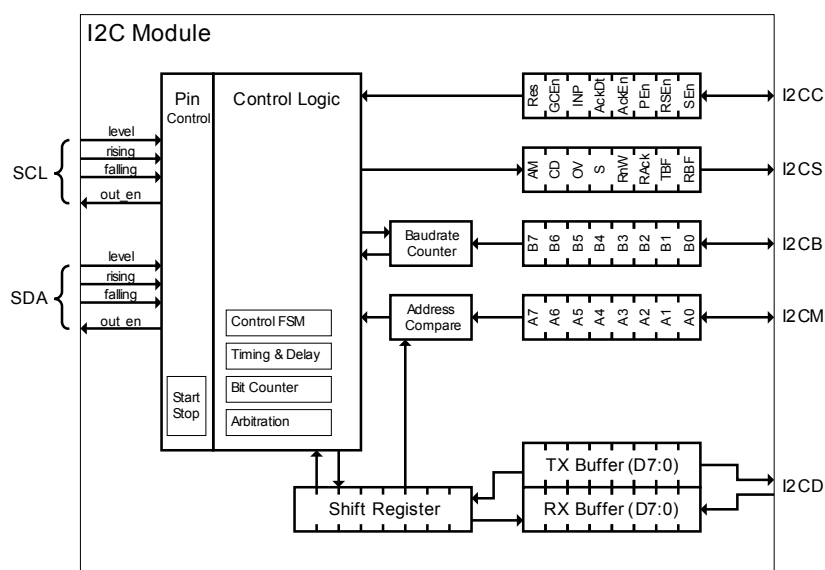 I2C Module
Pin
Control
Control Logic
Res
GCEn
INP
AckDt
AckEn
PEn
RSEn
SEn
I2CC
SCL
level
rising
falling
out_en
AM
CD
OV
S
RnW
RAck
TBF
RBF
I2CS
Baudrate
Counter
B7
B6
B5
B4
B3
B2
B1
B0
I2CB
SDA
level
rising
falling
out_en
Address
Compare
A7
A6
A5
A4
A3
A2
A1
A0
I2CM
Control FSM
Timing & Delay
Bit Counter
Arbitration
Start
Stop
TX Buffer (D7:0)
I2CD
Shift Register
RX Buffer (D7:0)